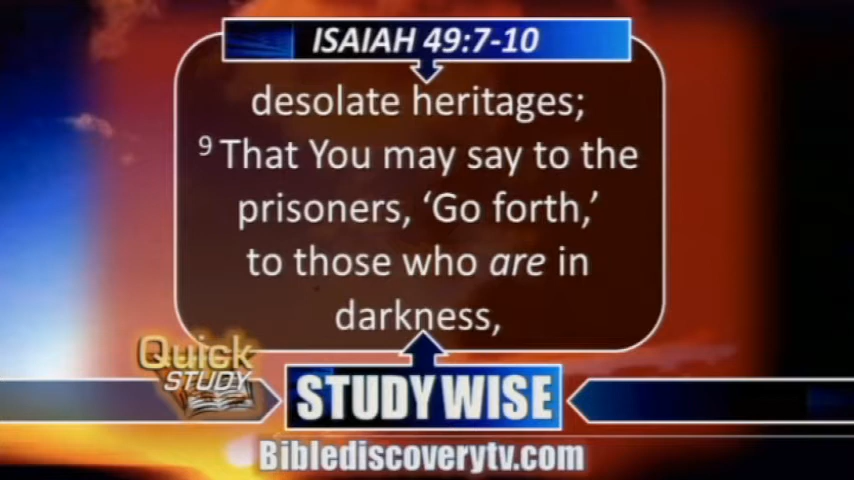 ISAIAH 49:7-10
desolate heritages;
9 That You may say to the
prisoners, ‘Go forth,’
to those who are in
darkness,
Quick
STUDY
STUDY WISE
Biblediscoverytv.com